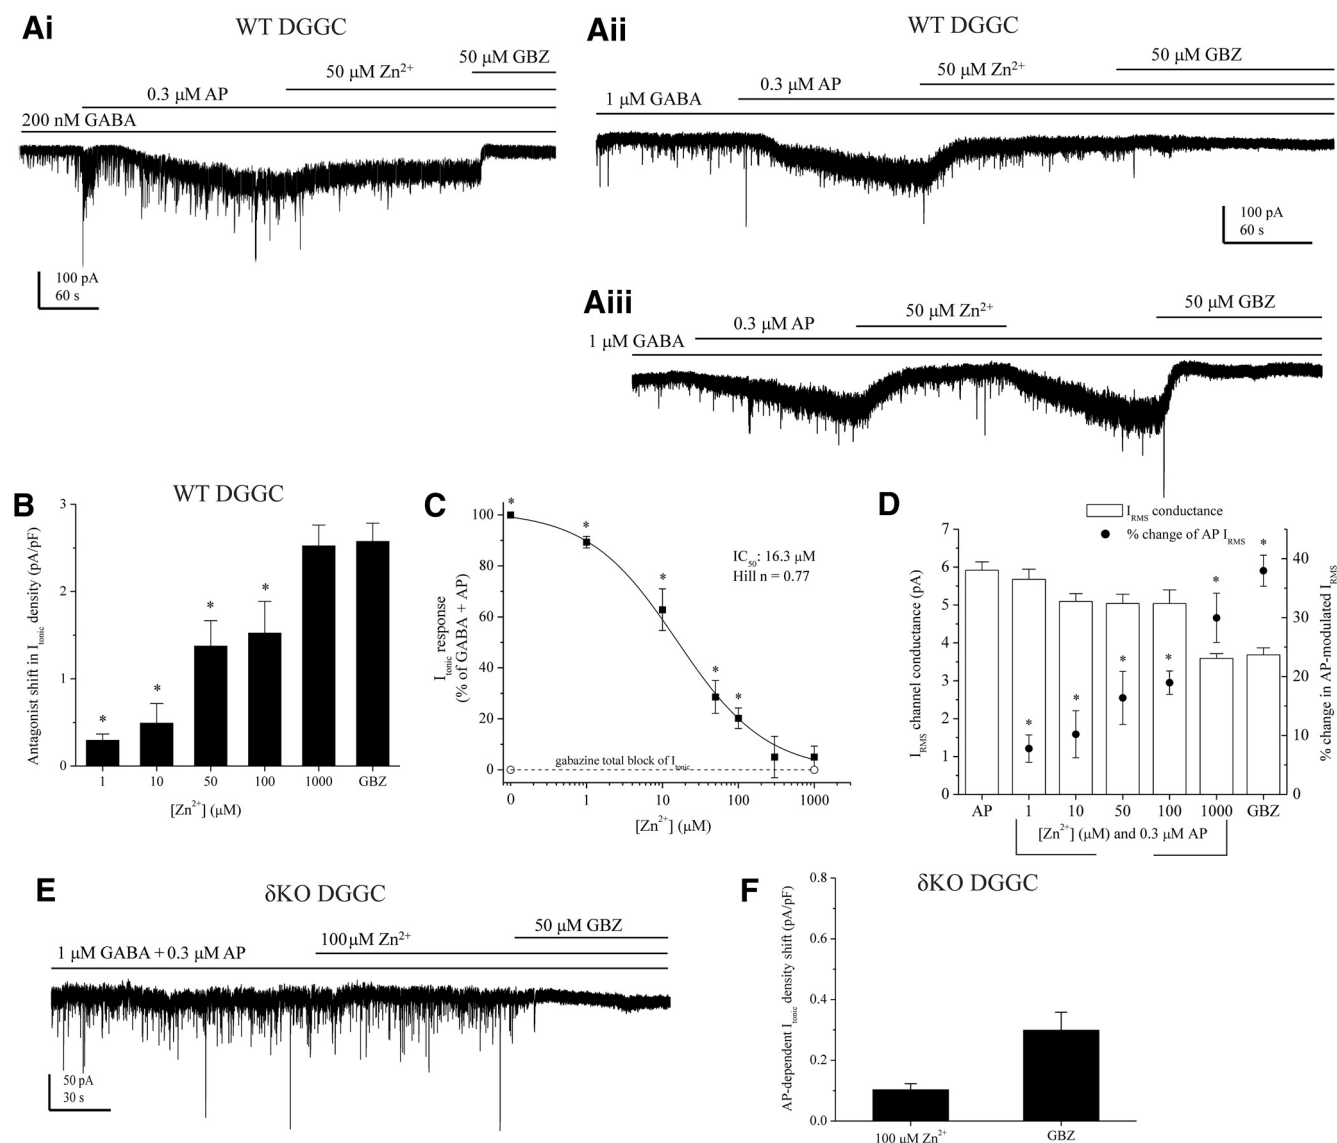 Ai
WT DGGC
50 μM GBZ
50 μM Zn²⁺
0.3 μM AP
200 nM GABA
100 pA
60 s
Aii
WT DGGC
50 μM GBZ
50 μM Zn²⁺
0.3 μM AP
1 μM GABA
100 pA
60 s
Aiii
50 μM GBZ
50 μM Zn²⁺
0.3 μM AP
1 μM GABA
B
WT DGGC
Antagonist shift in Itonic density (pA/pF)
3
2
1
0
* * * *
1 10 50 100 1000 GBZ
[Zn²⁺] (μM)
C
Itonic response
(% of GABA + AP)
100
80
60
40
20
0
* * * * *
IC50: 16.3 μM
Hill n = 0.77
gabazine total block of Itonic
0 1 10 100 1000
[Zn²⁺] (μM)
D
IRMS conductance
% change of AP IRMS
IRMS channel conductance (pA)
7
6
5
4
3
2
1
0
* * * * * *
40
30
20
10
0
% change in AP-modulated IRMS
AP 1 10 50 100 1000 GBZ
[Zn²⁺] (μM) and 0.3 μM AP
E
δKO DGGC
50 μM GBZ
100 μM Zn²⁺
1 μM GABA + 0.3 μM AP
50 pA
30 s
F
δKO DGGC
AP-dependent Itonic density shift (pA/pF)
0.8
0.6
0.4
0.2
0.0
100 μM Zn²⁺
GBZ